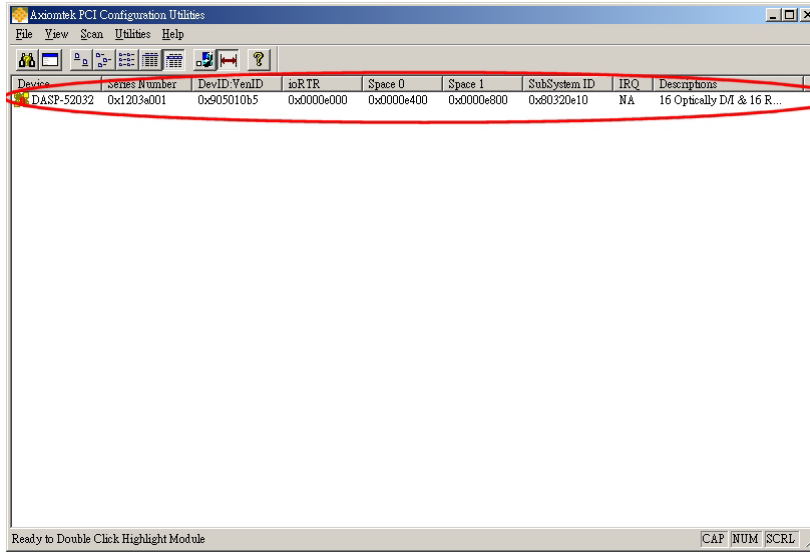 Axiomtek PCI Configuration Utilities
File View Scan Utilities Help
Device Series Number DevID:VenID ioRTR Space 0 Space 1 SubSystem ID IRQ Descriptions
DASP-52032 0x1203a001 0x905010b5 0x0000e000 0x0000e400 0x0000e800 0x80320e10 NA 16 Optically D/I & 16 R...
Ready to Double Click Highlight Module CAP NUM SCRL